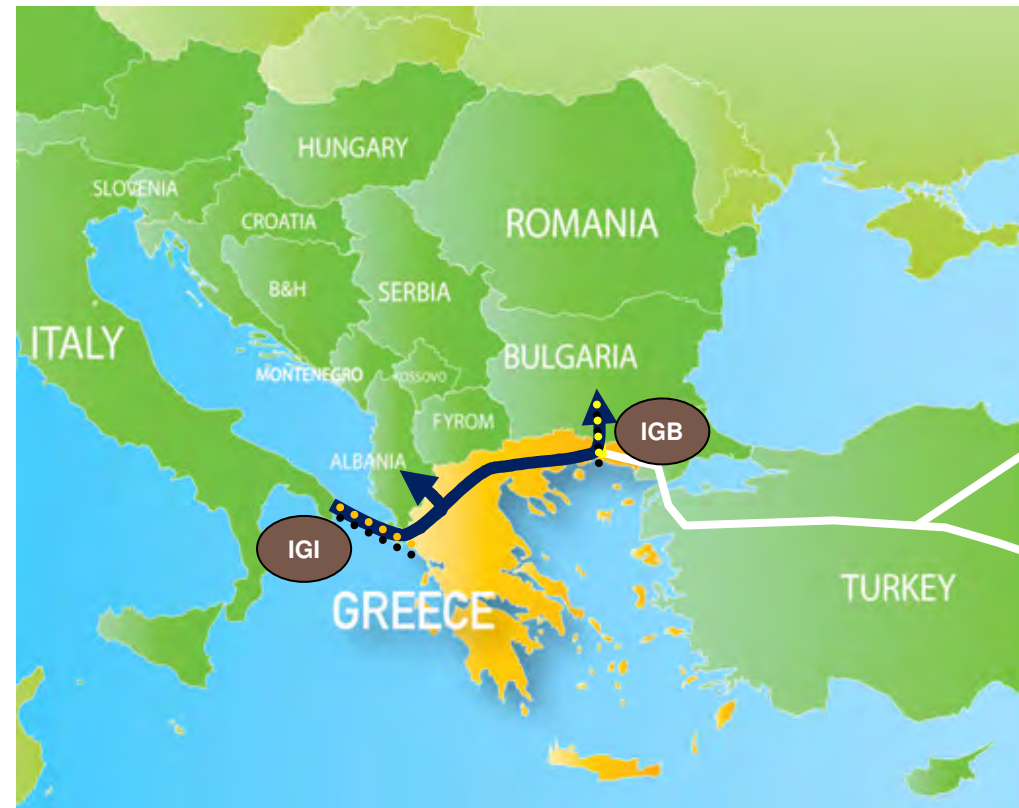 HUNGARY
SLOVENIA
CROATIA
ROMANIA
B&H
SERBIA
ITALY
BULGARIA
MONTENEGRO
KOSSOVO
FYROM
IGB
ALBANIA
IGI
TURKEY
GREECE